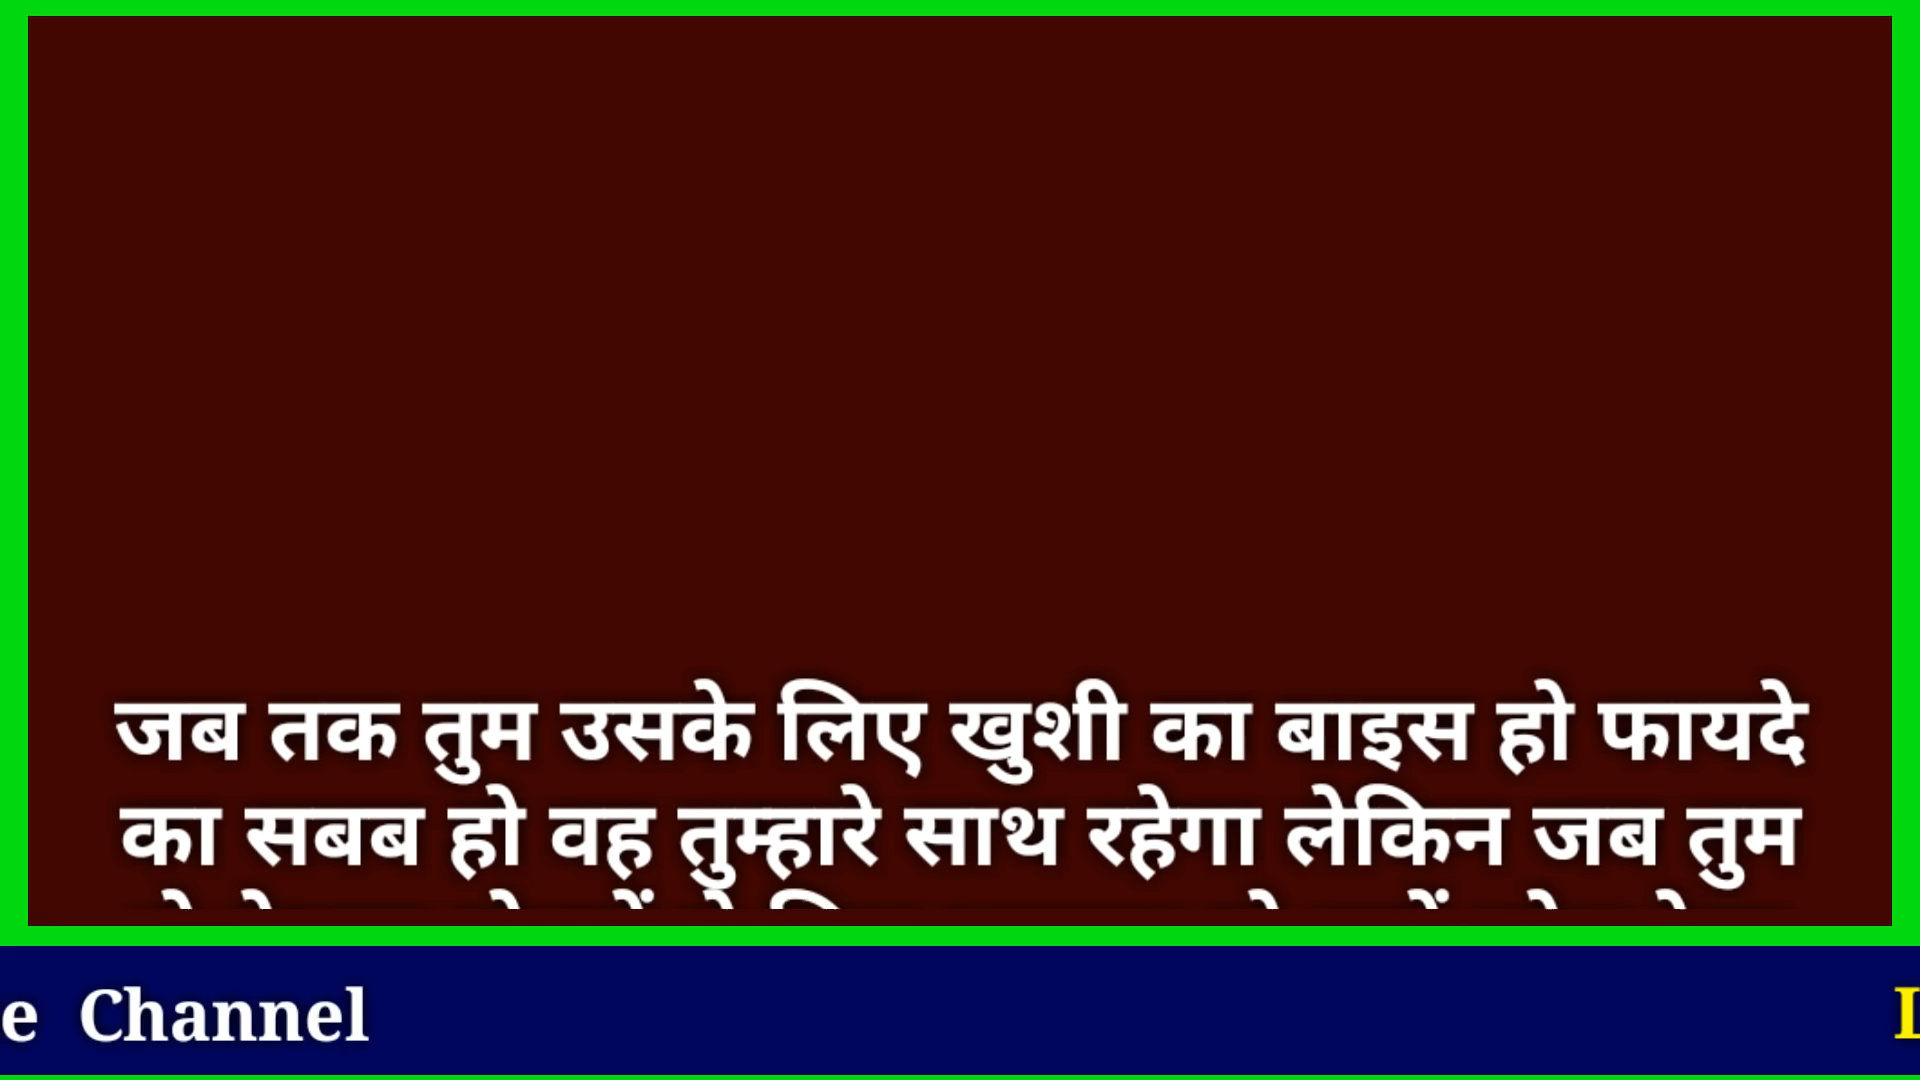 जब तक तुम उसके लिए खुशी का बाइस हो फायदे
का सबब हो वह तुम्हारे साथ रहेगा लेकिन जब तुम
Channel